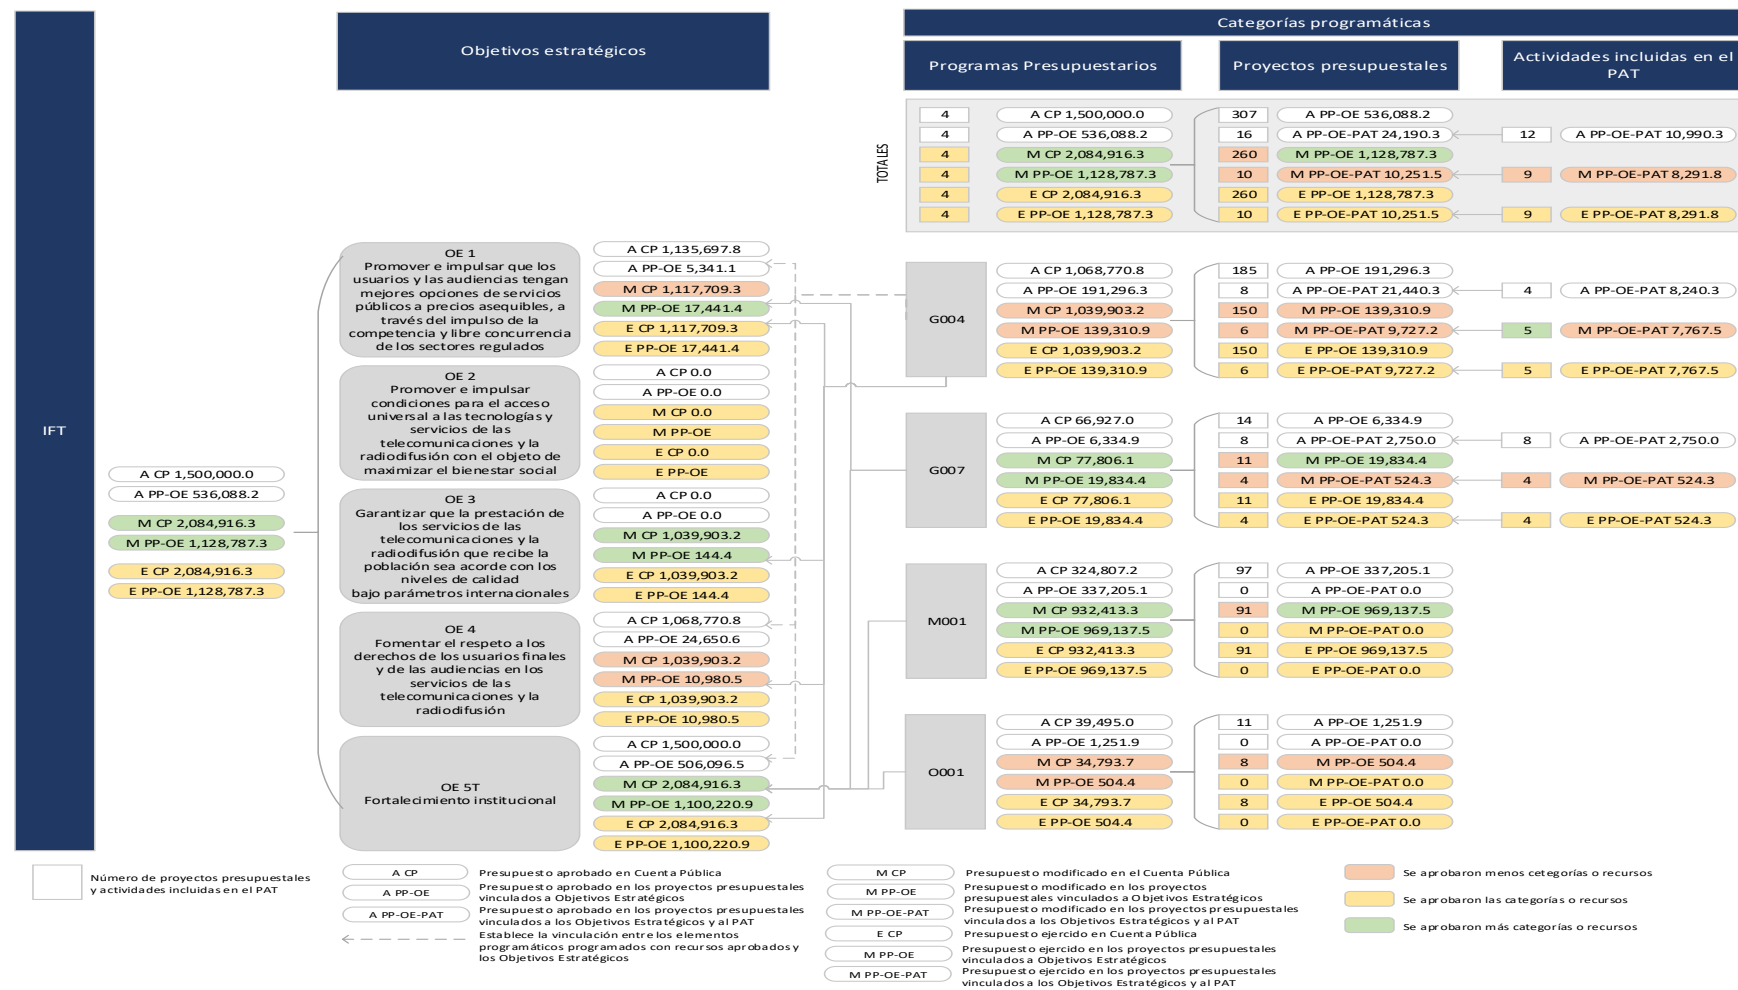 IFT
Objetivos estratégicos
Categorías programáticas
Programas Presupuestarios
Proyectos presupuestales
Actividades incluidas en el
PAT
TOTALES
4
A CP 1,500,000.0
307
A PP-OE 536,088.2
4
A PP-OE 536,088.2
16
A PP-OE-PAT 24,190.3
12
A PP-OE-PAT 10,990.3
4
M CP 2,084,916.3
260
M PP-OE 1,128,787.3
4
M PP-OE 1,128,787.3
10
M PP-OE-PAT 10,251.5
9
M PP-OE-PAT 8,291.8
4
E CP 2,084,916.3
260
E PP-OE 1,128,787.3
4
E PP-OE 1,128,787.3
10
E PP-OE-PAT 10,251.5
9
E PP-OE-PAT 8,291.8
A CP 1,500,000.0
A PP-OE 536,088.2
M CP 2,084,916.3
M PP-OE 1,128,787.3
E CP 2,084,916.3
E PP-OE 1,128,787.3
OE 1
Promover e impulsar que los
usuarios y las audiencias tengan
mejores opciones de servicios
públicos a precios asequibles, a
través del impulso de la
competencia y libre concurrencia
de los sectores regulados
A CP 1,135,697.8
A PP-OE 5,341.1
M CP 1,117,709.3
M PP-OE 17,441.4
E CP 1,117,709.3
E PP-OE 17,441.4
OE 2
Promover e impulsar
condiciones para el acceso
universal a las tecnologías y
servicios de las
telecomunicaciones y la
radiodifusión con el objeto de
maximizar el bienestar social
A CP 0.0
A PP-OE 0.0
M CP 0.0
M PP-OE
E CP 0.0
E PP-OE
OE 3
Garantizar que la prestación de
los servicios de las
telecomunicaciones y la
radiodifusión que recibe la
población sea acorde con los
niveles de calidad
bajo parámetros internacionales
A CP 0.0
A PP-OE 0.0
M CP 1,039,903.2
M PP-OE 144.4
E CP 1,039,903.2
E PP-OE 144.4
OE 4
Fomentar el respeto a los
derechos de los usuarios finales
y de las audiencias en los
servicios de las
telecomunicaciones y la
radiodifusión
A CP 1,068,770.8
A PP-OE 24,650.6
M CP 1,039,903.2
M PP-OE 10,980.5
E CP 1,039,903.2
E PP-OE 10,980.5
OE 5T
Fortalecimiento institucional
A CP 1,500,000.0
A PP-OE 506,096.5
M CP 2,084,916.3
M PP-OE 1,100,220.9
E CP 2,084,916.3
E PP-OE 1,100,220.9
G004
A CP 1,068,770.8
185
A PP-OE 191,296.3
A PP-OE 191,296.3
8
A PP-OE-PAT 21,440.3
4
A PP-OE-PAT 8,240.3
M CP 1,039,903.2
150
M PP-OE 139,310.9
M PP-OE 139,310.9
6
M PP-OE-PAT 9,727.2
5
M PP-OE-PAT 7,767.5
E CP 1,039,903.2
150
E PP-OE 139,310.9
E PP-OE 139,310.9
6
E PP-OE-PAT 9,727.2
5
E PP-OE-PAT 7,767.5
G007
A CP 66,927.0
14
A PP-OE 6,334.9
A PP-OE 6,334.9
8
A PP-OE-PAT 2,750.0
8
A PP-OE-PAT 2,750.0
M CP 77,806.1
11
M PP-OE 19,834.4
M PP-OE 19,834.4
4
M PP-OE-PAT 524.3
4
M PP-OE-PAT 524.3
E CP 77,806.1
11
E PP-OE 19,834.4
E PP-OE 19,834.4
4
E PP-OE-PAT 524.3
4
E PP-OE-PAT 524.3
M001
A CP 324,807.2
97
A PP-OE 337,205.1
A PP-OE 337,205.1
0
A PP-OE-PAT 0.0
M CP 932,413.3
91
M PP-OE 969,137.5
M PP-OE 969,137.5
0
M PP-OE-PAT 0.0
E CP 932,413.3
91
E PP-OE 969,137.5
E PP-OE 969,137.5
0
E PP-OE-PAT 0.0
O001
A CP 39,495.0
11
A PP-OE 1,251.9
A PP-OE 1,251.9
0
A PP-OE-PAT 0.0
M CP 34,793.7
8
M PP-OE 504.4
M PP-OE 504.4
0
M PP-OE-PAT 0.0
E CP 34,793.7
8
E PP-OE 504.4
E PP-OE 504.4
0
E PP-OE-PAT 0.0
Número de proyectos presupuestales
y actividades incluidas en el PAT
A CP
Presupuesto aprobado en Cuenta Pública
A PP-OE
Presupuesto aprobado en los proyectos presupuestales
vinculados a Objetivos Estratégicos
A PP-OE-PAT
Presupuesto aprobado en los proyectos presupuestales
vinculados a los Objetivos Estratégicos y al PAT
Establece la vinculación entre los elementos
programáticos programados con recursos aprobados y
los Objetivos Estratégicos
M CP
Presupuesto modificado en el Cuenta Pública
M PP-OE
Presupuesto modificado en los proyectos
presupuestales vinculados a Objetivos Estratégicos
M PP-OE-PAT
Presupuesto modificado en los proyectos presupuestales
vinculados a los Objetivos Estratégicos y al PAT
E CP
Presupuesto ejercido en Cuenta Pública
M PP-OE
Presupuesto ejercido en los proyectos presupuestales
vinculados a Objetivos Estratégicos
M PP-OE-PAT
Presupuesto ejercido en los proyectos presupuestales
vinculados a los Objetivos Estratégicos y al PAT
Se aprobaron menos cetegorías o recursos
Se aprobaron las categorías o recursos
Se aprobaron más categorías o recursos